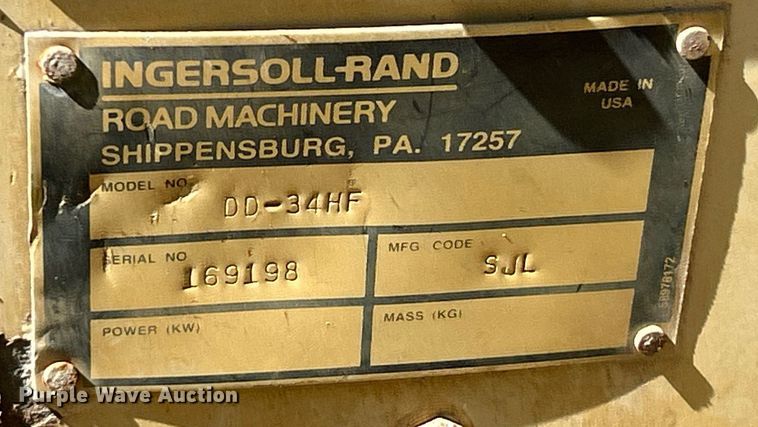 INGERSOLL-RAND
MADE IN
USA
ROAD MACHINERY
SHIPPENSBURG, PA. 17257
MODEL NO.
DD-34HF
SERIAL NO
169198
MFG CODE
SJL
POWER (KW)
MASS (KG)
58978172
Purple Wave Auction